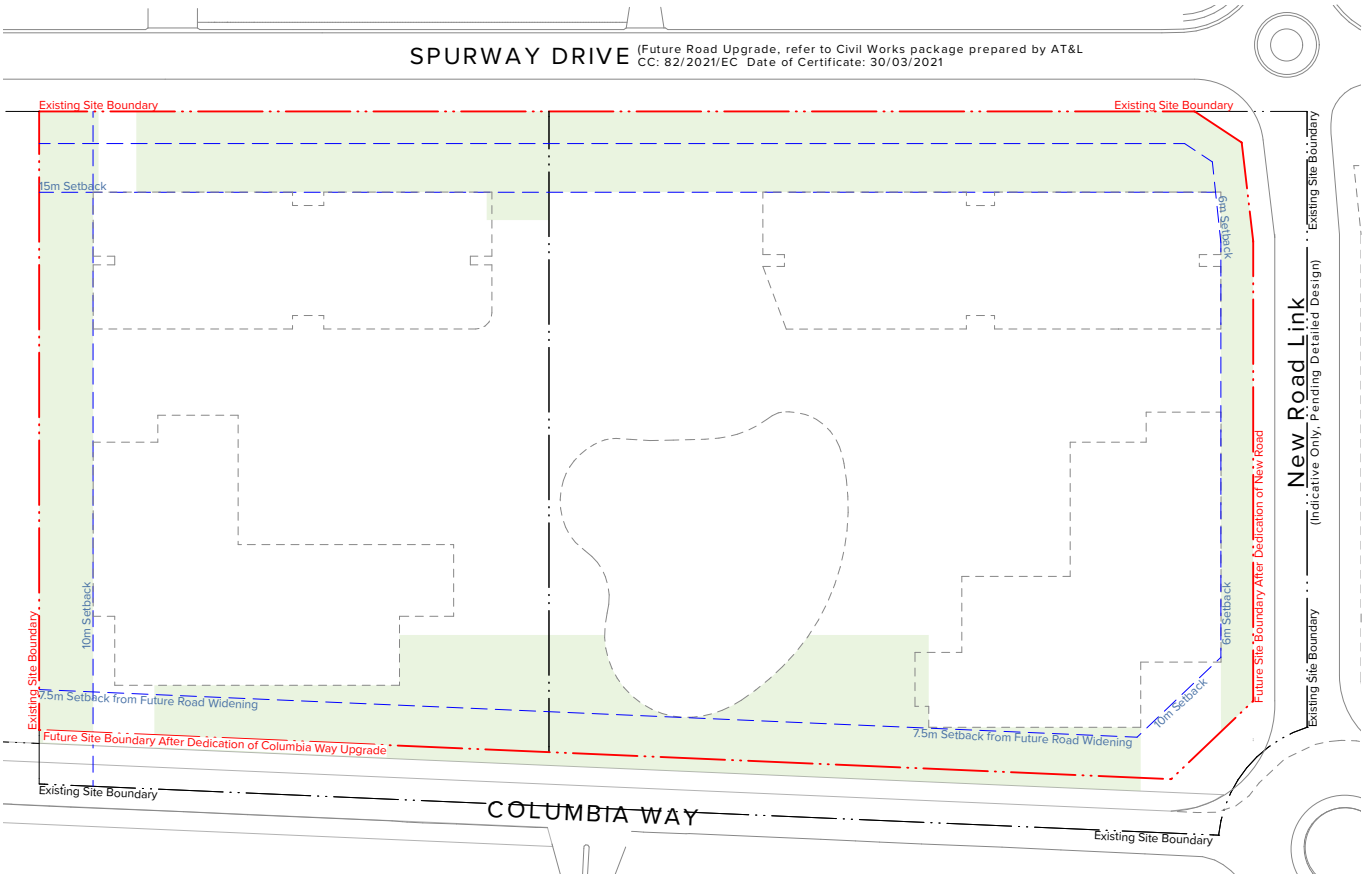 SPURWAY DRIVE (Future Road Upgrade, refer to Civil Works package prepared by AT&L
CC: 82/2021/EC Date of Certificate: 30/03/2021
Existing Site Boundary
Existing Site Boundary
Existing Site Boundary
15m Setback
6m Setback
New Road Link
(Indicative Only, Pending Detailed Design)
Future Site Boundary After Dedication of New Road
10m Setback
6m Setback
Existing Site Boundary
Existing Site Boundary
7.5m Setback from Future Road Widening
10m Setback
7.5m Setback from Future Road Widening
Future Site Boundary After Dedication of Columbia Way Upgrade
Existing Site Boundary
COLUMBIA WAY
Existing Site Boundary